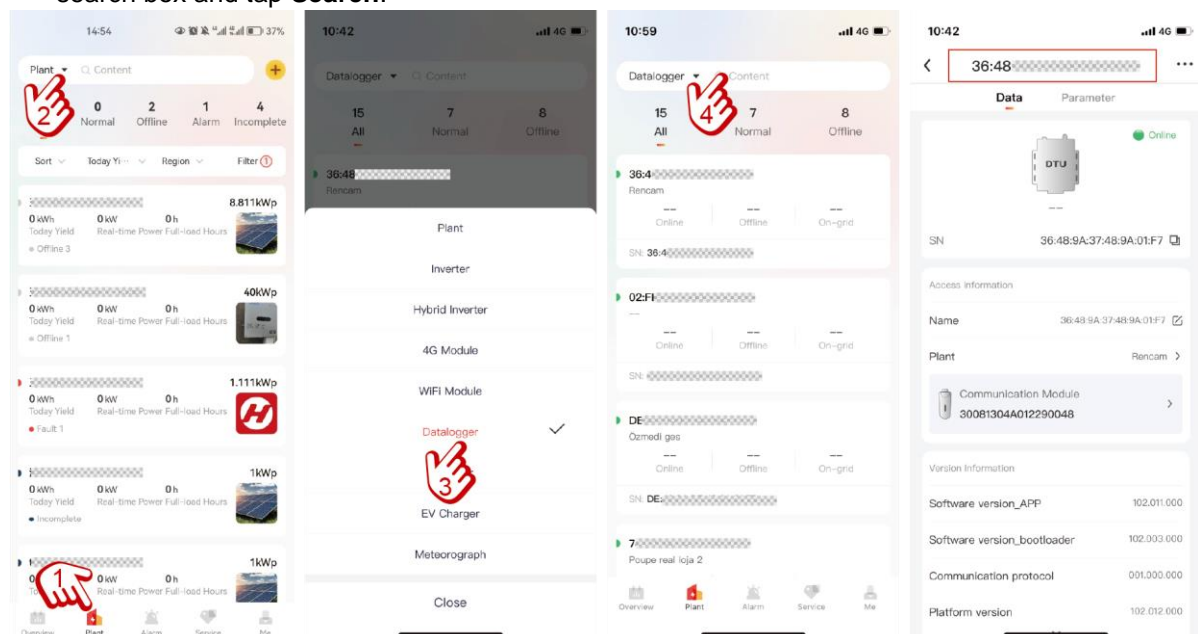 search box and tap Search.
14:54
37%
Plant
Content
2
0 2 1 4
Normal Offline Alarm Incomplete
Sort Today Yi··· Region Filter 1
8.811kWp
0 kWh 0 kW 0 h
Today Yield Real-time Power Full-load Hours
Offline 3
40kWp
0 kWh 0 kW 0 h
Today Yield Real-time Power Full-load Hours
Offline 1
1.111kWp
0 kWh 0 kW 0 h
Today Yield Real-time Power Full-load Hours
Fault 1
1kWp
0 kWh 0 kW 0 h
Today Yield Real-time Power Full-load Hours
Incomplete
1kWp
0 kW 0 h
Real-time Power Full-load Hours
1
Overview Plant Alarm Service Me
10:42
4G
Datalogger Content
15 7 8
All Normal Offline
36:48
Rencam
Plant
Inverter
Hybrid Inverter
4G Module
WIFI Module
Datalogger
3
EV Charger
Meteorograph
Close
10:59
4G
Datalogger Content
4
15 7 8
All Normal Offline
36:4
Rencam
-- -- --
Online Offline On-grid
SN: 36:4
02:F
--
-- -- --
Online Offline On-grid
SN:
DE
Ozmedi ges
-- -- --
Online Offline On-grid
SN: DE:
7
Poupe real loja 2
Overview Plant Alarm Service Me
10:42
4G
36:48
Data Parameter
Online
DTU
--
SN 36:48:9A:37:48:9A:01:F7
Access Information
Name 36:48:9A:37:48:9A:01:F7
Plant Rencam
Communication Module
30081304A012290048
Version Information
Software version_APP 102.011.000
Software version_bootloader 102.003.000
Communication protocol 001.000.000
Platform version 102.012.000